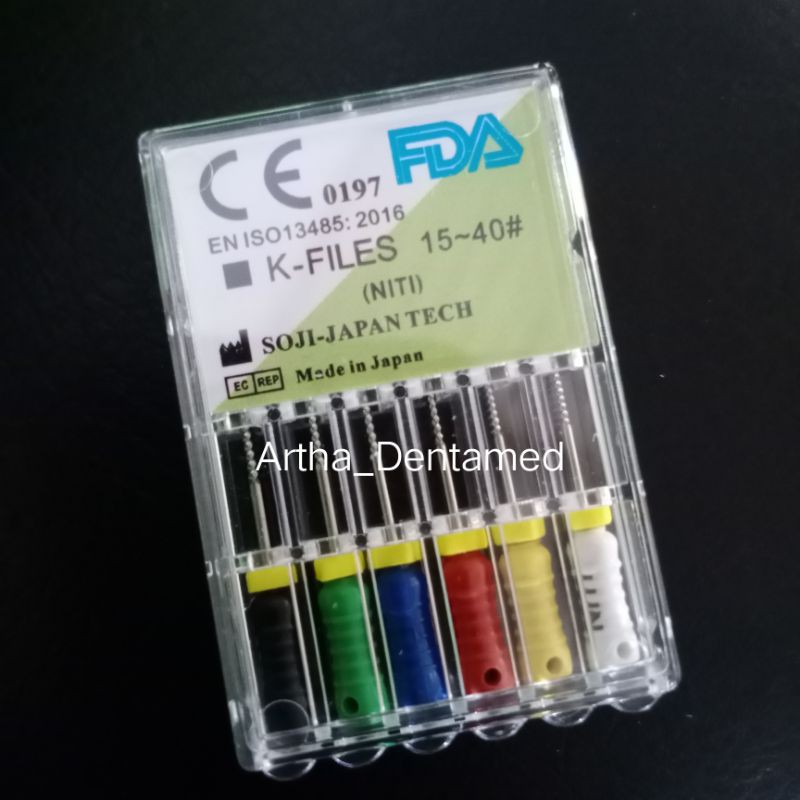 CE 0197 FDA
EN ISO13485: 2016
K-FILES 15~40#
(NITI)
SOJI-JAPAN TECH
EC REP Made in Japan
Artha_Dentamed
NITI